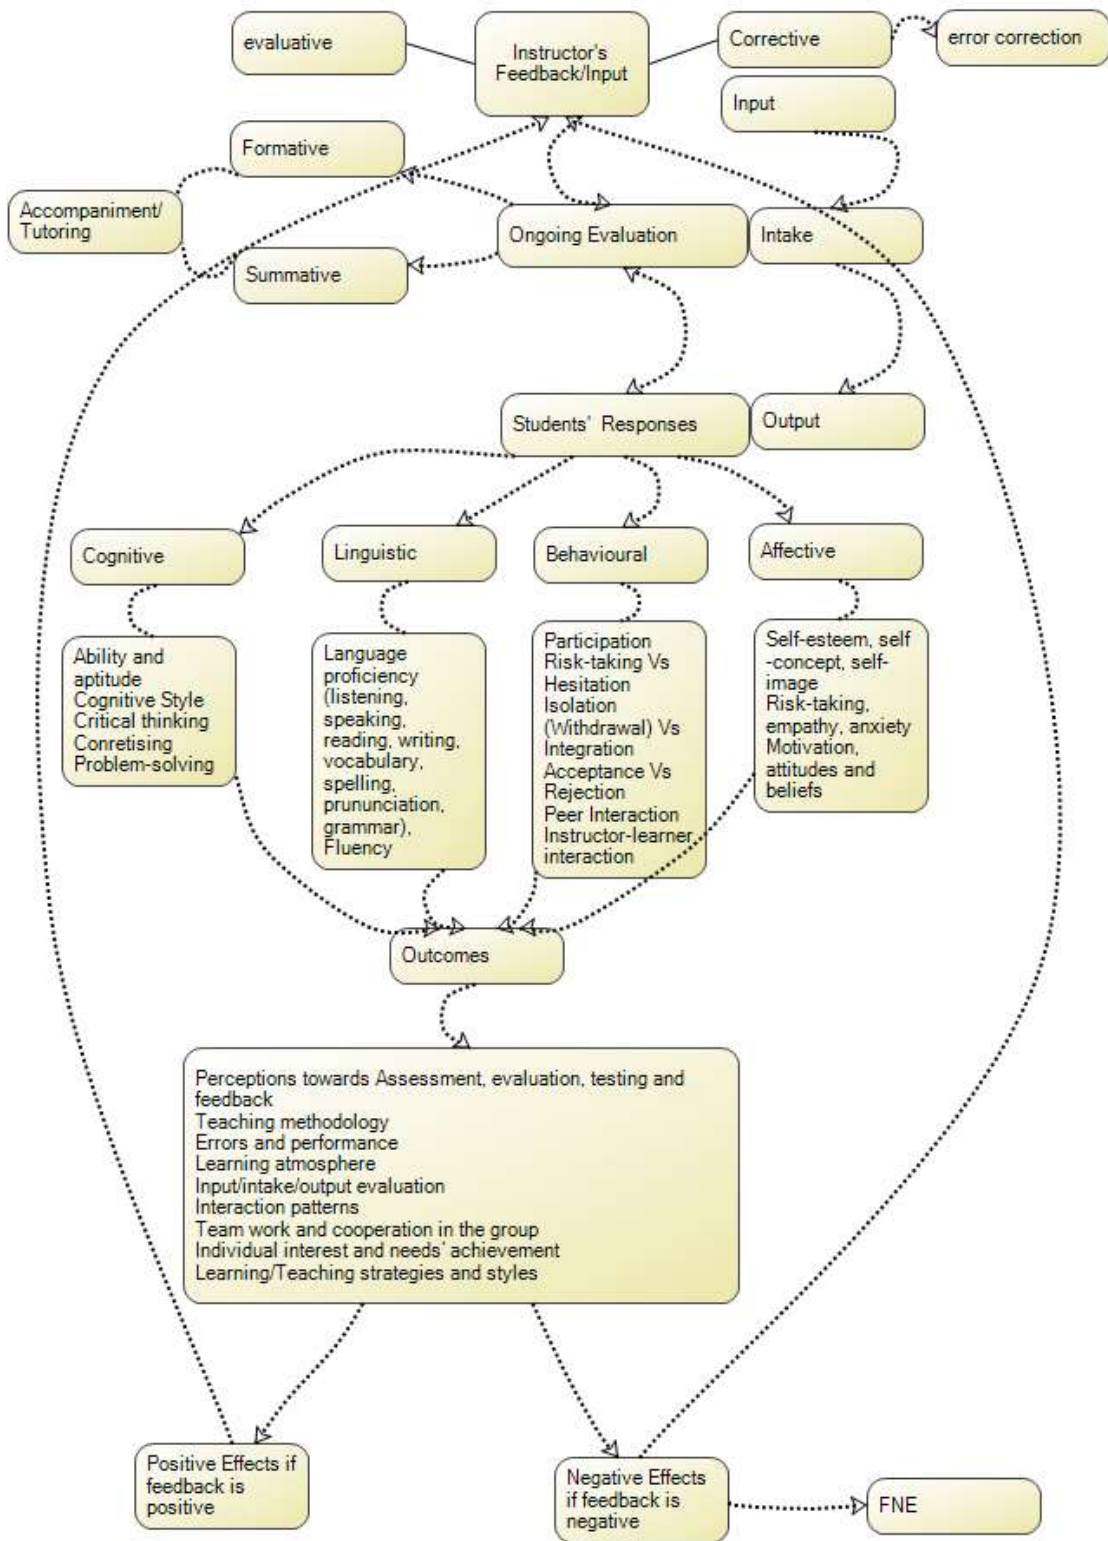 evaluative
Instructor's
Feedback/Input
Corrective
error correction
Input
Formative
Accompaniment/
Tutoring
Ongoing Evaluation
Intake
Summative
Students' Responses
Output
Cognitive
Linguistic
Behavioural
Affective
Ability and
aptitude
Cognitive Style
Critical thinking
Conretising
Problem-solving
Language
proficiency
(listening,
speaking,
reading, writing,
vocabulary,
spelling,
prununciation,
grammar),
Fluency
Participation
Risk-taking Vs
Hesitation
Isolation
(Withdrawal) Vs
Integration
Acceptance Vs
Rejection
Peer Interaction
Instructor-learner
interaction
Self-esteem, self
-concept, self-
image
Risk-taking,
empathy, anxiety
Motivation,
attitudes and
beliefs
Outcomes
Perceptions towards Assessment, evaluation, testing and
feedback
Teaching methodology
Errors and performance
Learning atmosphere
Input/intake/output evaluation
Interaction patterns
Team work and cooperation in the group
Individual interest and needs' achievement
Learning/Teaching strategies and styles
Positive Effects if
feedback is
positive
Negative Effects
if feedback is
negative
FNE